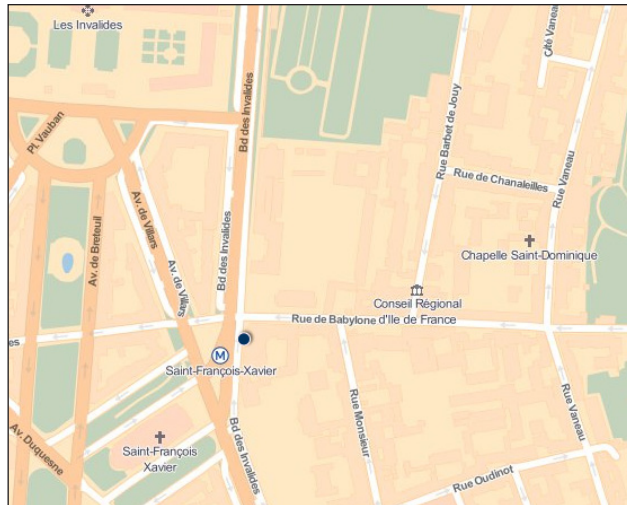 Les Invalides
Cité Vaneau
Bd des Invalides
Pl. Vauban
Rue Barbet de Jouy
Rue de Chanaleilles
Rue Vaneau
Av. de Villars
Av. de Breteuil
Bd des Invalides
Av. de Villars
Chapelle Saint-Dominique
Conseil Régional
d'Ile de France
Rue de Babylone
es
M
Saint-François-Xavier
Rue Monsieur
Rue Vaneau
Av. Duquesne
Saint-François
Xavier
Bd des Invalides
Rue Oudinot